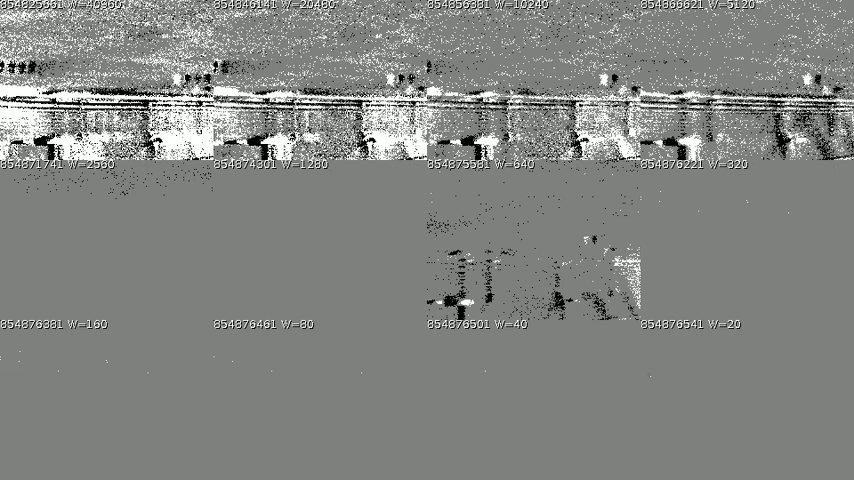 854825661 W=40960
854846141 W=20480
854856381 W=10240
854866621 W=5120
854871741 W=2560
854874301 W=1280
854875581 W=640
854876221 W=320
854876381 W=160
854876461 W=80
854876501 W=40
854876541 W=20